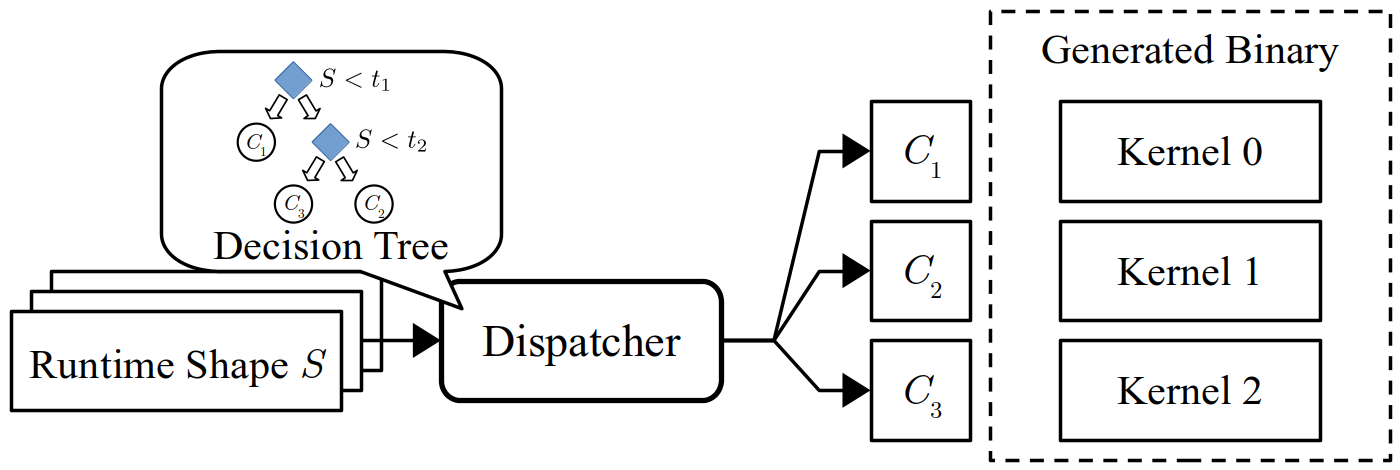 S < t₁
C₁
S < t₂
C₃
C₂
Decision Tree
Runtime Shape S
Dispatcher
C₁
C₂
C₃
Generated Binary
Kernel 0
Kernel 1
Kernel 2